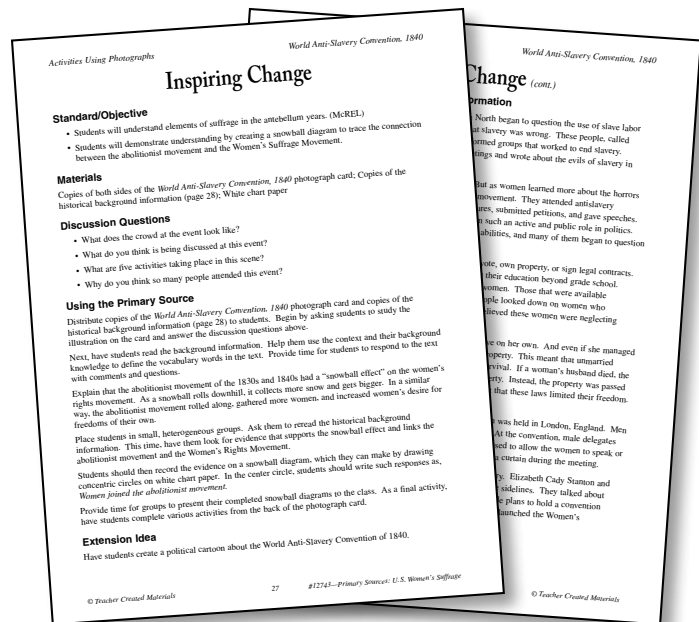 Activities Using Photographs
World Anti-Slavery Convention, 1840
Inspiring Change
Standard/Objective
• Students will understand elements of suffrage in the antebellum years. (McREL)
• Students will demonstrate understanding by creating a snowball diagram to trace the connection
between the abolitionist movement and the Women's Suffrage Movement.
Materials
Copies of both sides of the World Anti-Slavery Convention, 1840 photograph card; Copies of the
historical background information (page 28); White chart paper
Discussion Questions
• What does the crowd at the event look like?
• What do you think is being discussed at this event?
• What are five activities taking place in this scene?
• Why do you think so many people attended this event?
Using the Primary Source
Distribute copies of the World Anti-Slavery Convention, 1840 photograph card and copies of the
historical background information (page 28) to students. Begin by asking students to study the
illustration on the card and answer the discussion questions above.
Next, have students read the background information. Help them use the context and their background
knowledge to define the vocabulary words in the text. Provide time for students to respond to the text
with comments and questions.
Explain that the abolitionist movement of the 1830s and 1840s had a "snowball effect" on the women's
rights movement. As a snowball rolls downhill, it collects more snow and gets bigger. In a similar
way, the abolitionist movement rolled along, gathered more women, and increased women's desire for
freedoms of their own.
Place students in small, heterogeneous groups. Ask them to reread the historical background
information. This time, have them look for evidence that supports the snowball effect and links the
abolitionist movement and the Women's Rights Movement.
Students should then record the evidence on a snowball diagram, which they can make by drawing
concentric circles on white chart paper. In the center circle, students should write such responses as,
Women joined the abolitionist movement.
Provide time for groups to present their completed snowball diagrams to the class. As a final activity,
have students complete various activities from the back of the photograph card.
Extension Idea
Have students create a political cartoon about the World Anti-Slavery Convention of 1840.
© Teacher Created Materials
27
#12743—Primary Sources: U.S. Women's Suffrage
World Anti-Slavery Convention, 1840
Change (cont.)
North began to question the use of slave labor
slavery was wrong. These people, called
groups that worked to end slavery.
and wrote about the evils of slavery in
But as women learned more about the horrors
movement. They attended antislavery
submitted petitions, and gave speeches.
such an active and public role in politics.
abilities, and many of them began to question
own property, or sign legal contracts.
their education beyond grade school.
women. Those that were available
looked down on women who
these women were neglecting
on her own. And even if she managed
This meant that unmarried
If a woman's husband died, the
Instead, the property was passed
that these laws limited their freedom.
was held in London, England. Men
At the convention, male delegates
to allow the women to speak or
curtain during the meeting.
Elizabeth Cady Stanton and
sidelines. They talked about
plans to hold a convention
launched the Women's
© Teacher Created Materials